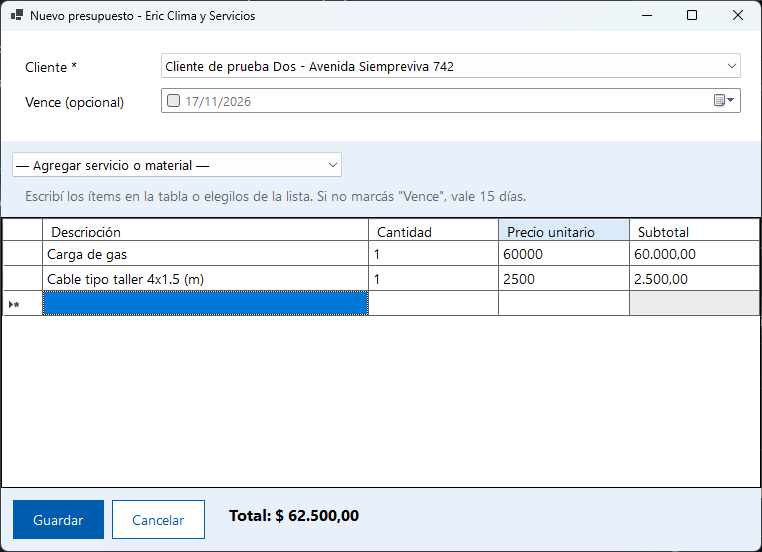 Nuevo presupuesto - Eric Clima y Servicios
Cliente * Cliente de prueba Dos - Avenida Siempreviva 742
Vence (opcional) 17/11/2026
— Agregar servicio o material —
Escribí los ítems en la tabla o elegilos de la lista. Si no marcás "Vence", vale 15 días.
Descripción Cantidad Precio unitario Subtotal
Carga de gas 1 60000 60.000,00
Cable tipo taller 4x1.5 (m) 1 2500 2.500,00
Guardar Cancelar Total: $ 62.500,00